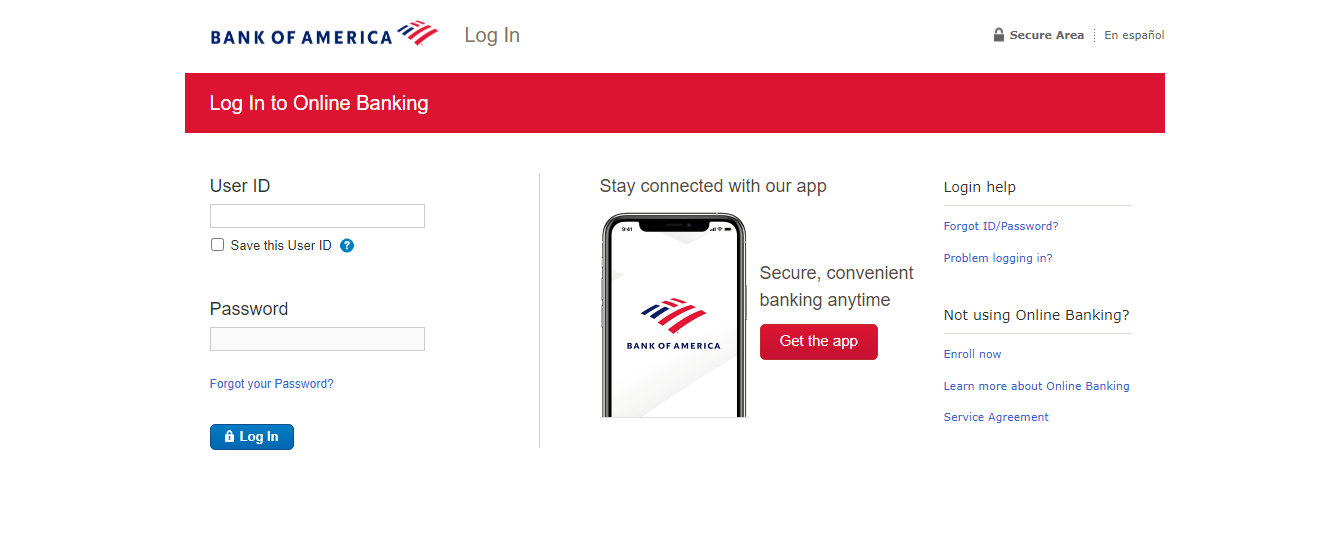 BANK OF AMERICA
Log In
Secure Area
En español
Log In to Online Banking
User ID
Save this User ID ?
Password
Forgot your Password?
Log In
Stay connected with our app
9:41
BANK OF AMERICA
Secure, convenient
banking anytime
Get the app
Login help
Forgot ID/Password?
Problem logging in?
Not using Online Banking?
Enroll now
Learn more about Online Banking
Service Agreement